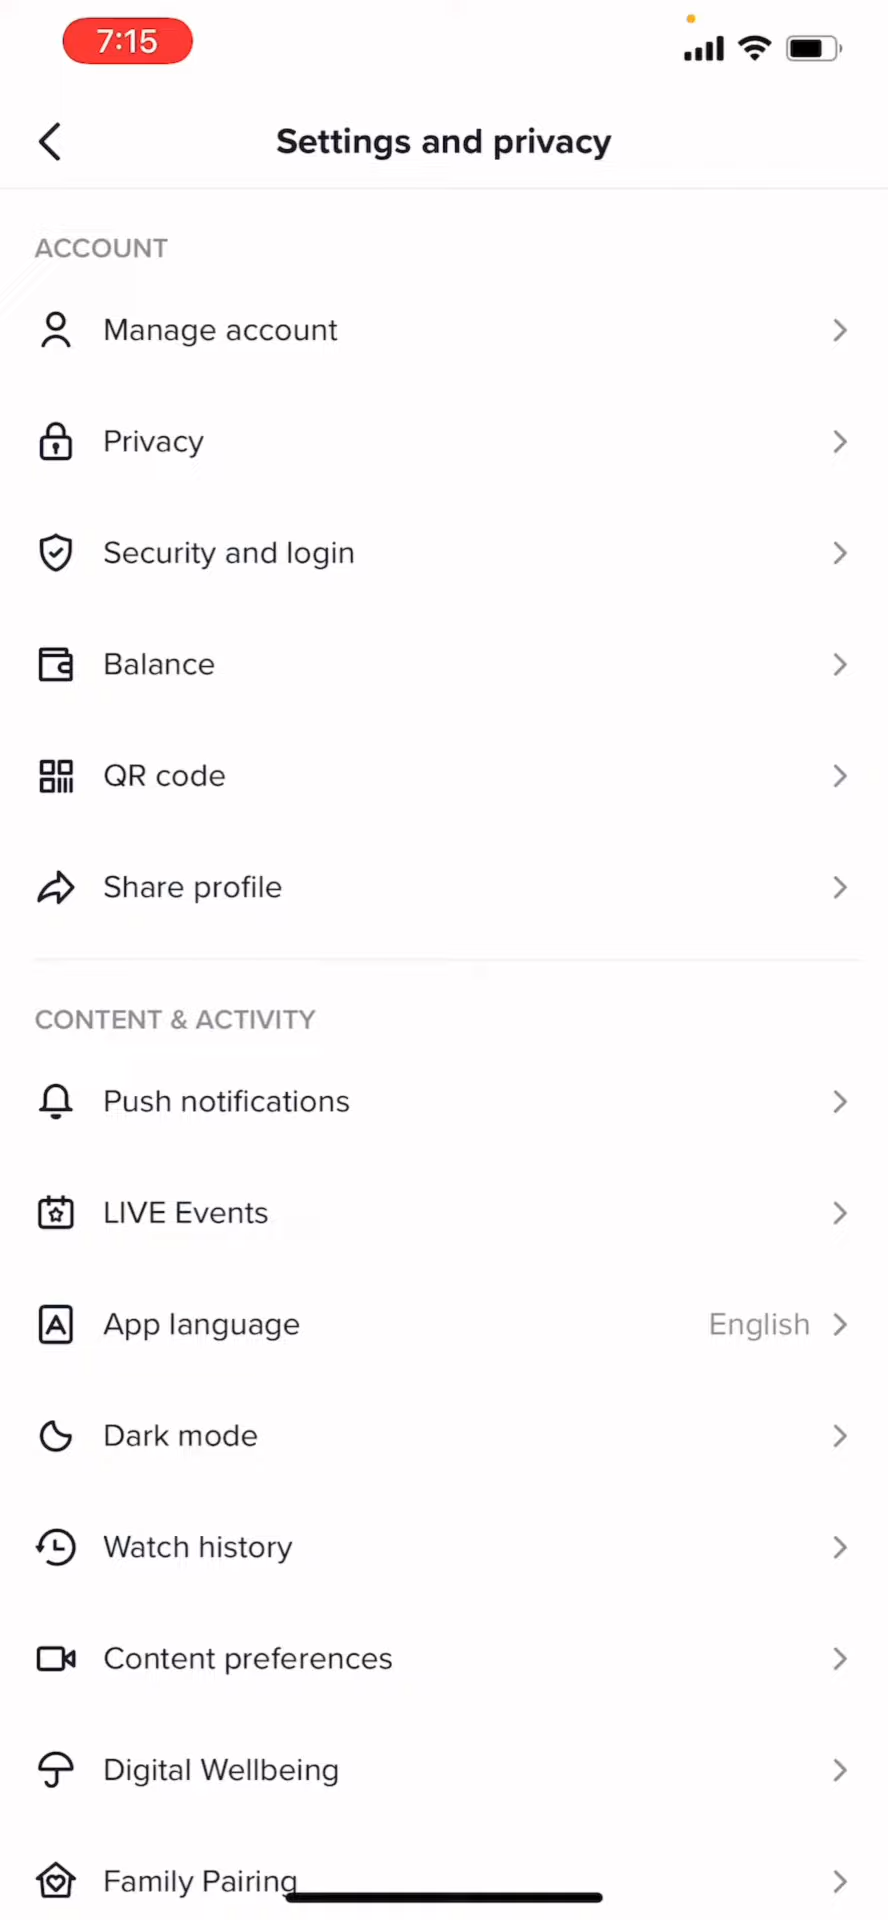 7:15
Settings and privacy
ACCOUNT
Manage account
Privacy
Security and login
Balance
QR code
Share profile
CONTENT & ACTIVITY
Push notifications
LIVE Events
App language English
Dark mode
Watch history
Content preferences
Digital Wellbeing
Family Pairing